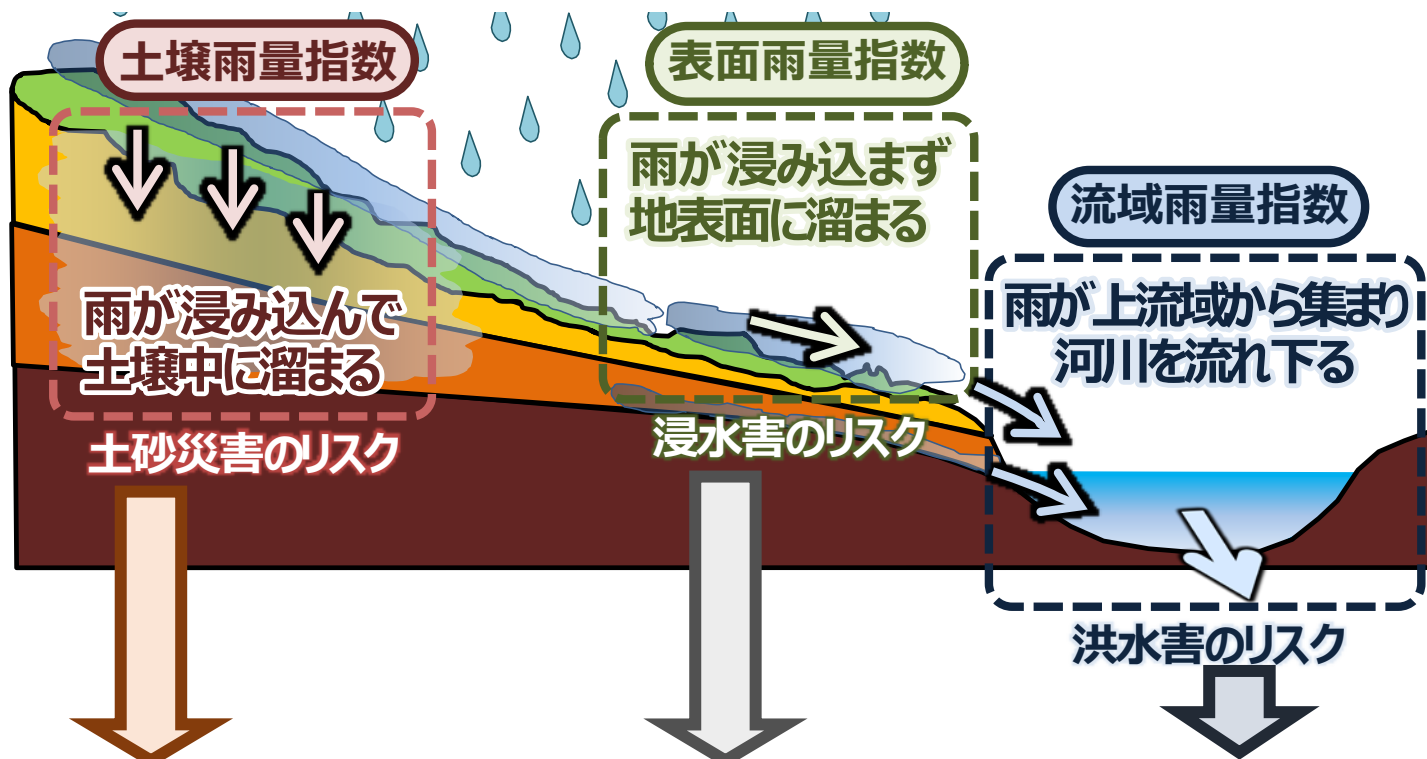 土壌雨量指数
雨が浸み込んで
土壌中に溜まる
土砂災害のリスク
表面雨量指数
雨が浸み込まず
地表面に溜まる
浸水害のリスク
流域雨量指数
雨が上流域から集まり
河川を流れ下る
洪水害のリスク